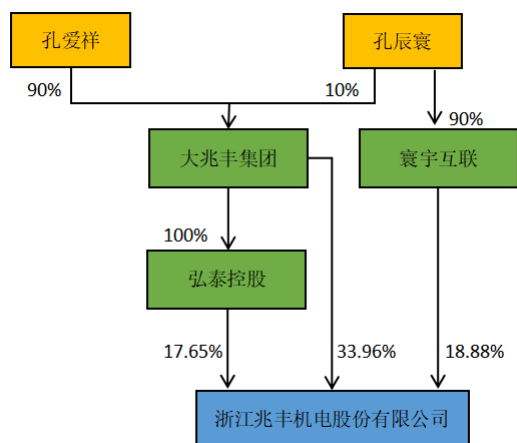 孔爱祥
孔辰寰
90%
10%
90%
大兆丰集团
寰宇互联
100%
弘泰控股
17.65%
33.96%
18.88%
浙江兆丰机电股份有限公司